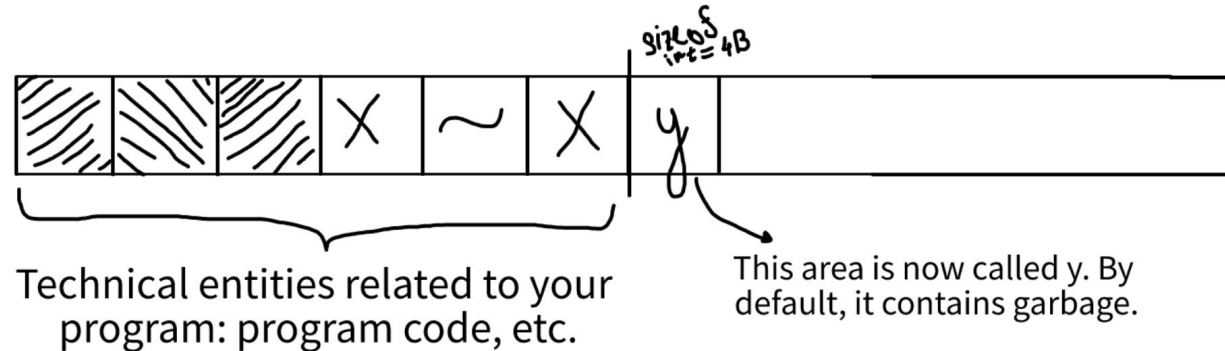 sizeof
int = 4B
X
~
X
y
Technical entities related to your
program: program code, etc.
This area is now called y. By
default, it contains garbage.